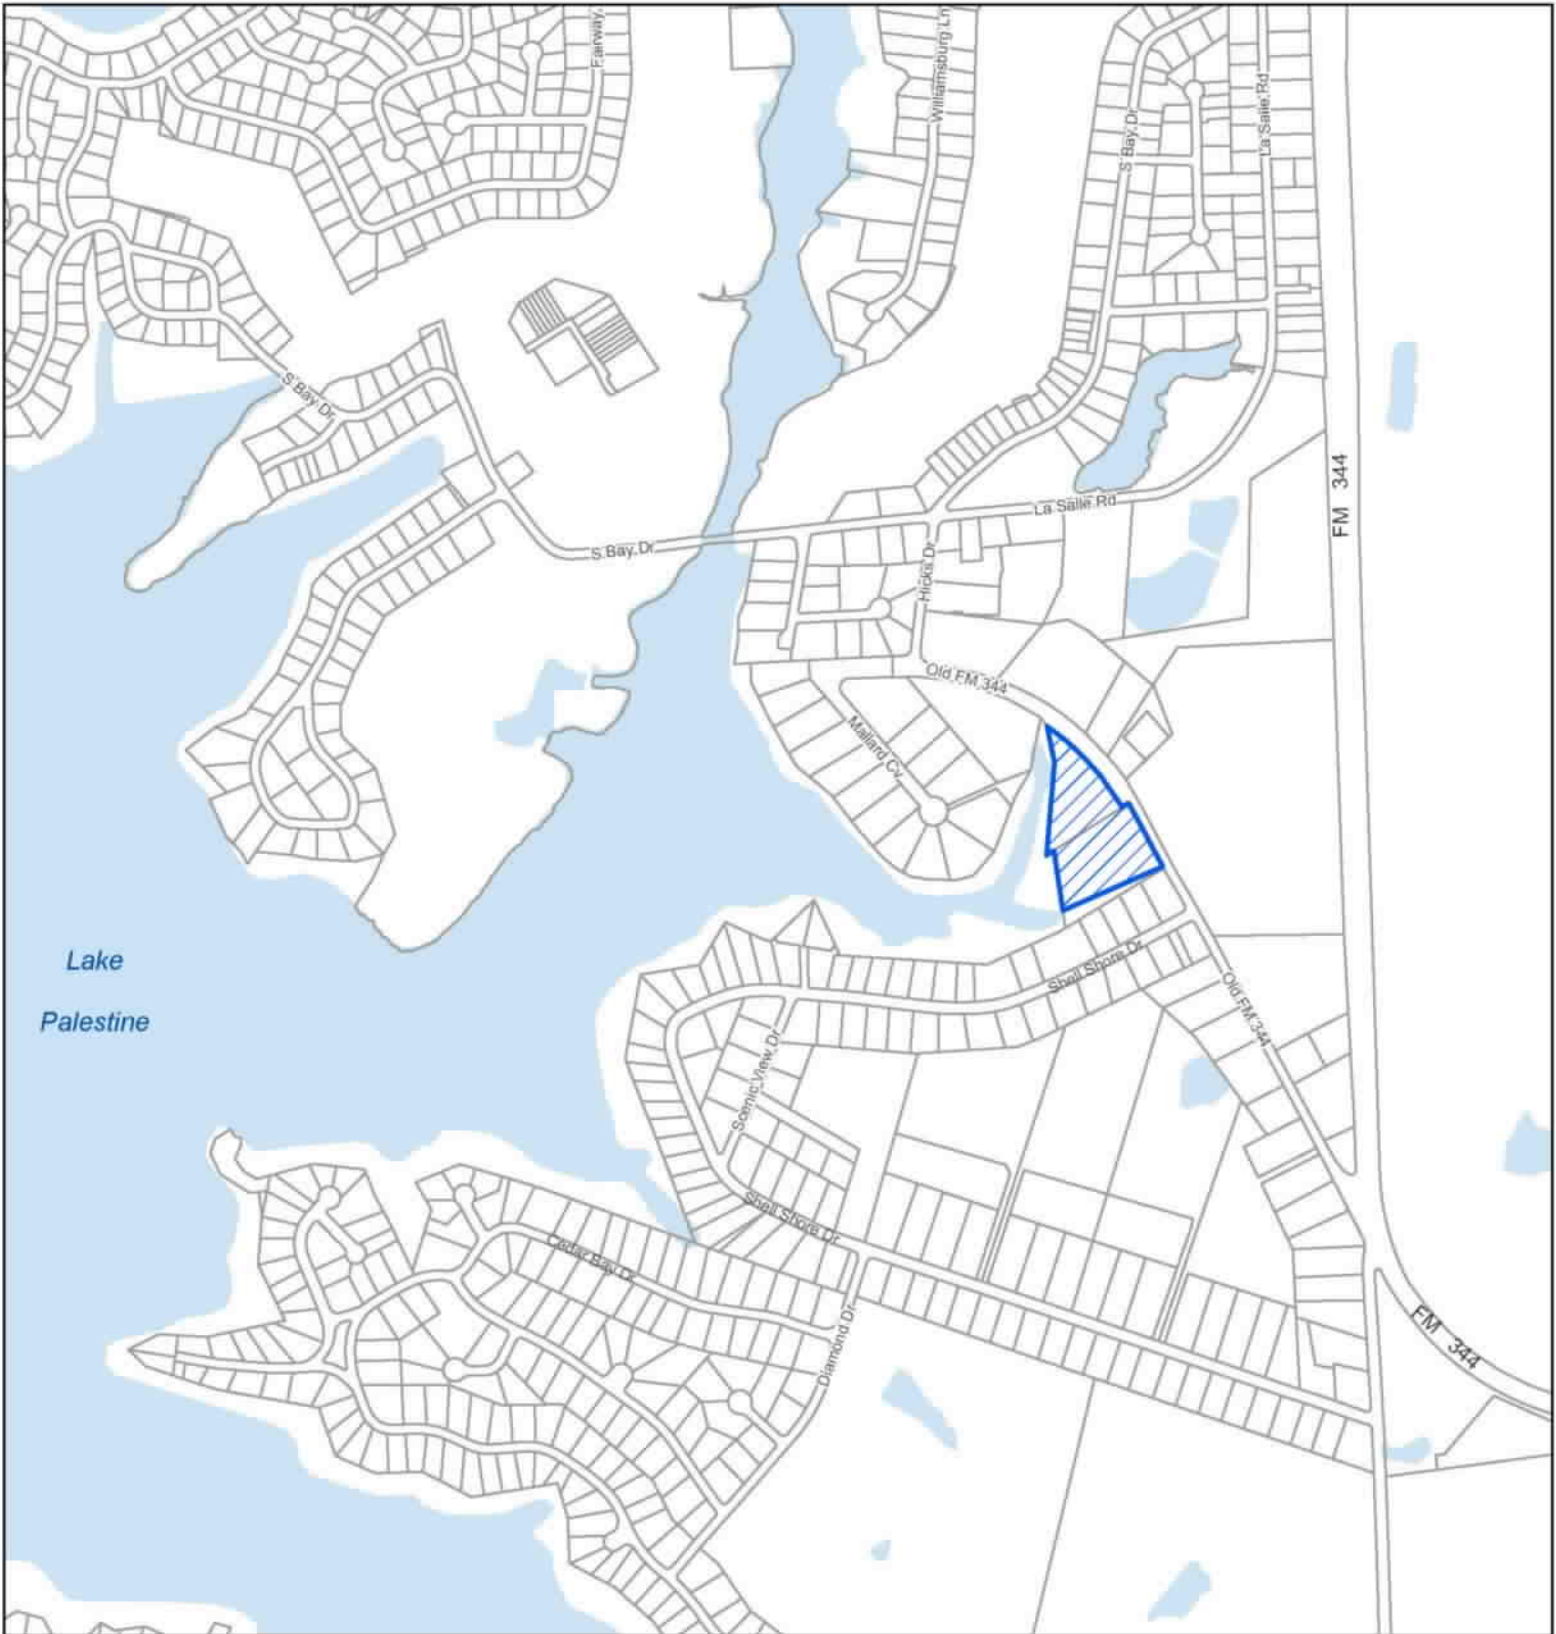 Fairway
Williamsburg Ln
S Bay Dr
La Salle Rd
S Bay Dr
FM 344
La Salle Rd
S Bay Dr
Hicks Dr
Old FM 344
Mallard Cv
Shell Shore Dr
Lake
Palestine
Old FM 344
Scenic View Dr
Shell Shore Dr
Cedar Bay Dr
Diamond Dr
FM 344